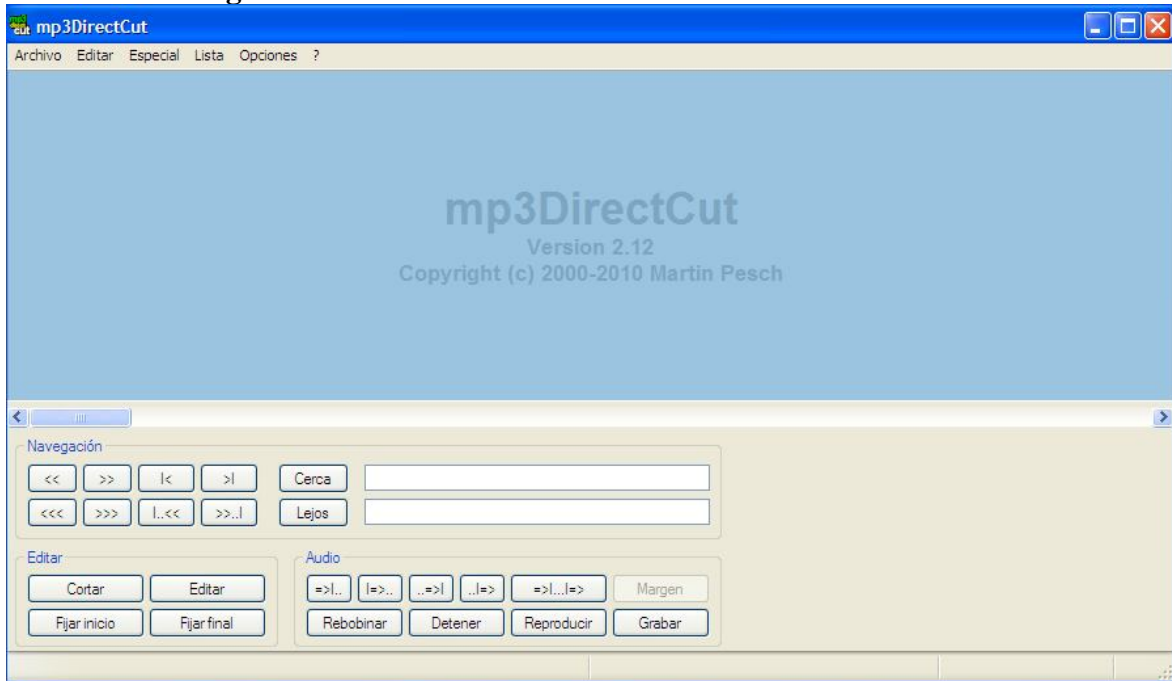 mp3DirectCut
Archivo Editar Especial Lista Opciones ?
mp3DirectCut
Version 2.12
Copyright (c) 2000-2010 Martin Pesch
Navegación
<< >> |< >| Cerca
<<< >>> |..<< >>..| Lejos
Editar
Cortar Editar
Fijar inicio Fijar final
Audio
=>|.. |=>.. ..=>| ..|=> =>|...|=> Margen
Rebobinar Detener Reproducir Grabar